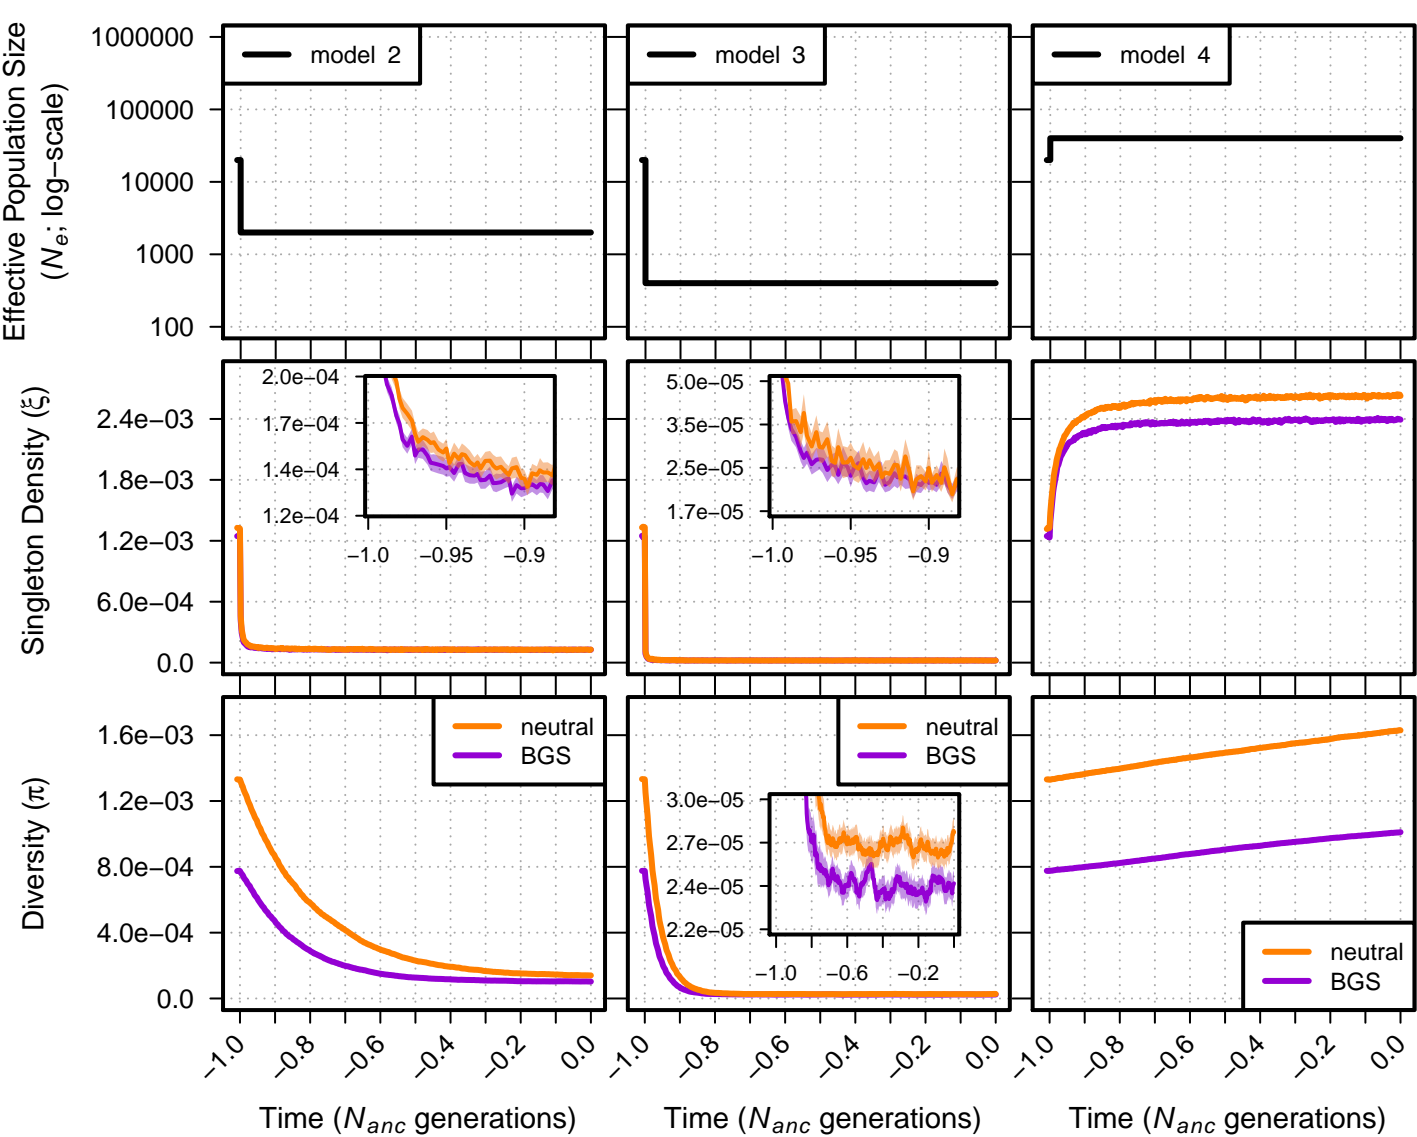 Effective Population Size
(Ne; log−scale)
1000000
100000
10000
1000
100
model 2
model 3
model 4
Singleton Density (ξ)
2.4e−03
1.8e−03
1.2e−03
6.0e−04
0.0
2.0e−04
1.7e−04
1.4e−04
1.2e−04
−1.0 −0.95 −0.9
5.0e−05
3.5e−05
2.5e−05
1.7e−05
−1.0 −0.95 −0.9
Diversity (π)
1.6e−03
1.2e−03
8.0e−04
4.0e−04
0.0
neutral
BGS
neutral
BGS
3.0e−05
2.7e−05
2.4e−05
2.2e−05
−1.0 −0.6 −0.2
neutral
BGS
−1.0 −0.8 −0.6 −0.4 −0.2 0.0
−1.0 −0.8 −0.6 −0.4 −0.2 0.0
−1.0 −0.8 −0.6 −0.4 −0.2 0.0
Time (Nanc generations)
Time (Nanc generations)
Time (Nanc generations)